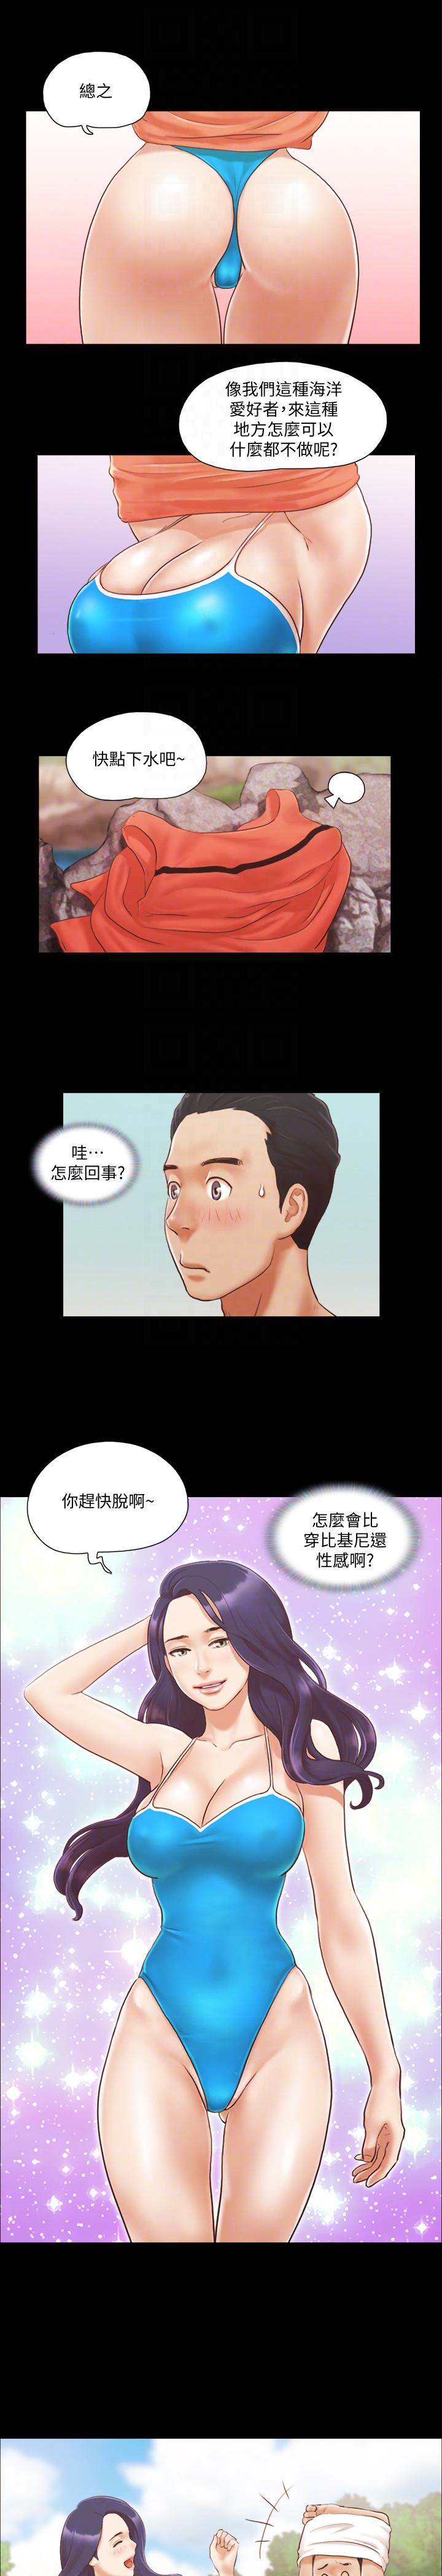 總之
像我們這種海洋
愛好者,來這種
地方怎麼可以
什麼都不做呢?
快點下水吧~
哇…
怎麼回事?
你趕快脫啊~
怎麼會比
穿比基尼還
性感啊?